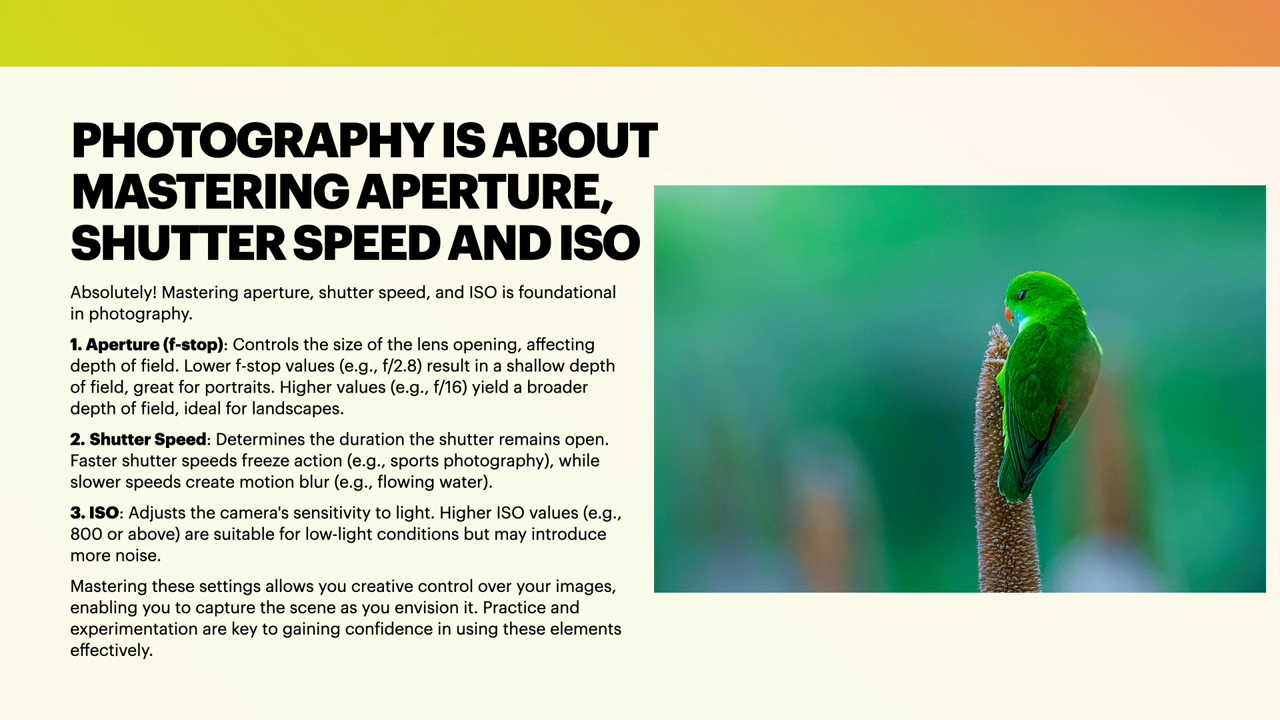 PHOTOGRAPHY IS ABOUT
MASTERING APERTURE,
SHUTTER SPEED AND ISO
Absolutely! Mastering aperture, shutter speed, and ISO is foundational
in photography.
1. Aperture (f-stop): Controls the size of the lens opening, affecting
depth of field. Lower f-stop values (e.g., f/2.8) result in a shallow depth
of field, great for portraits. Higher values (e.g., f/16) yield a broader
depth of field, ideal for landscapes.
2. Shutter Speed: Determines the duration the shutter remains open.
Faster shutter speeds freeze action (e.g., sports photography), while
slower speeds create motion blur (e.g., flowing water).
3. ISO: Adjusts the camera's sensitivity to light. Higher ISO values (e.g.,
800 or above) are suitable for low-light conditions but may introduce
more noise.
Mastering these settings allows you creative control over your images,
enabling you to capture the scene as you envision it. Practice and
experimentation are key to gaining confidence in using these elements
effectively.